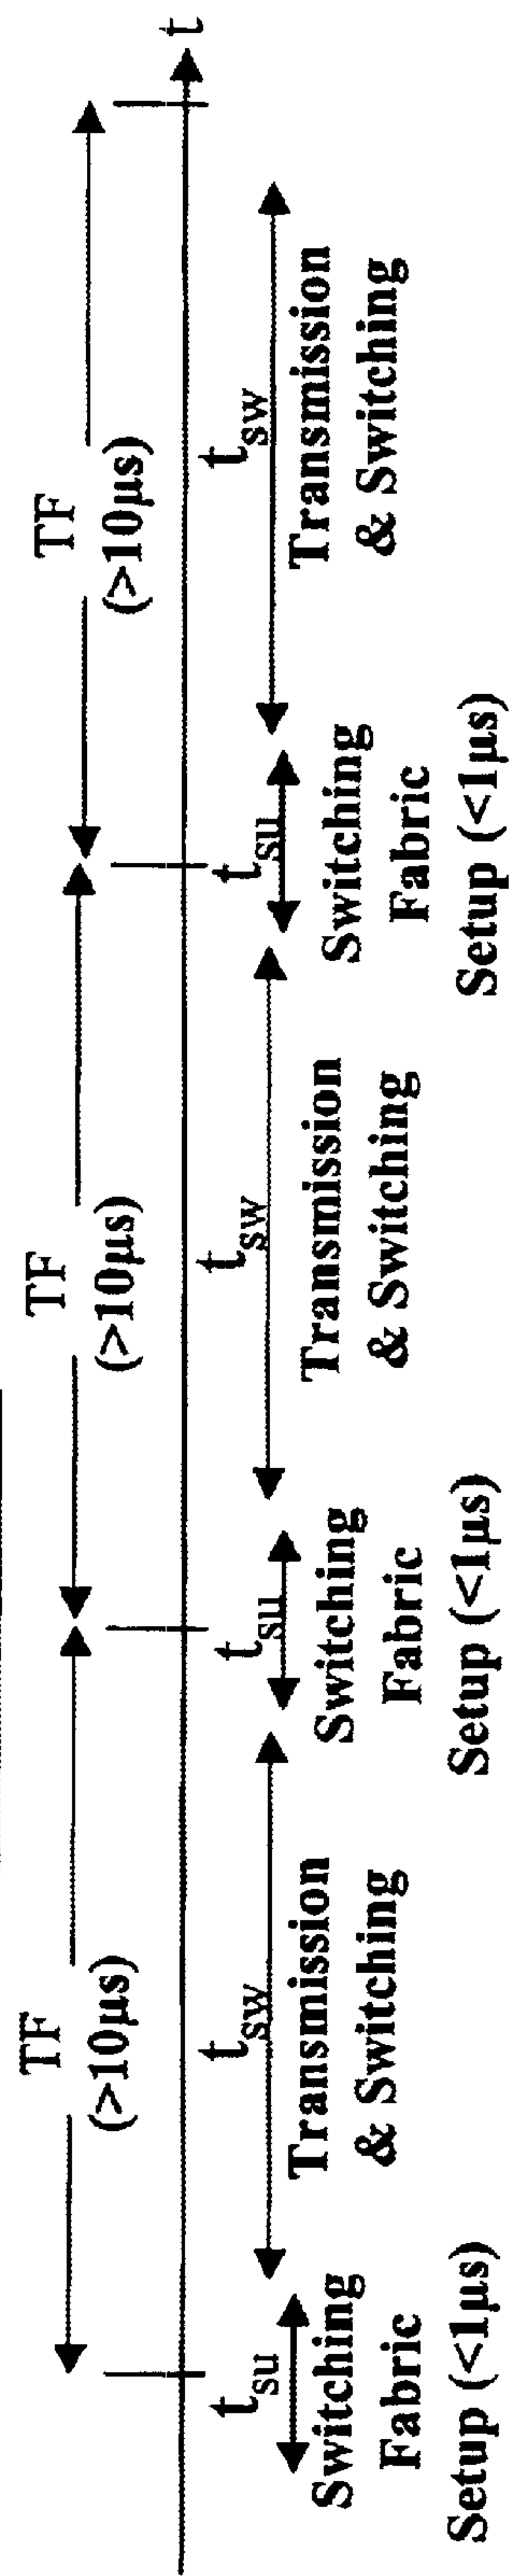 TF
(>10µs)
TF
(>10µs)
TF
(>10µs)
t
t_su
t_sw
t_su
t_sw
t_su
t_sw
Switching
Fabric
Setup (<1µs)
Transmission
& Switching
Switching
Fabric
Setup (<1µs)
Transmission
& Switching
Switching
Fabric
Setup (<1µs)
Transmission
& Switching